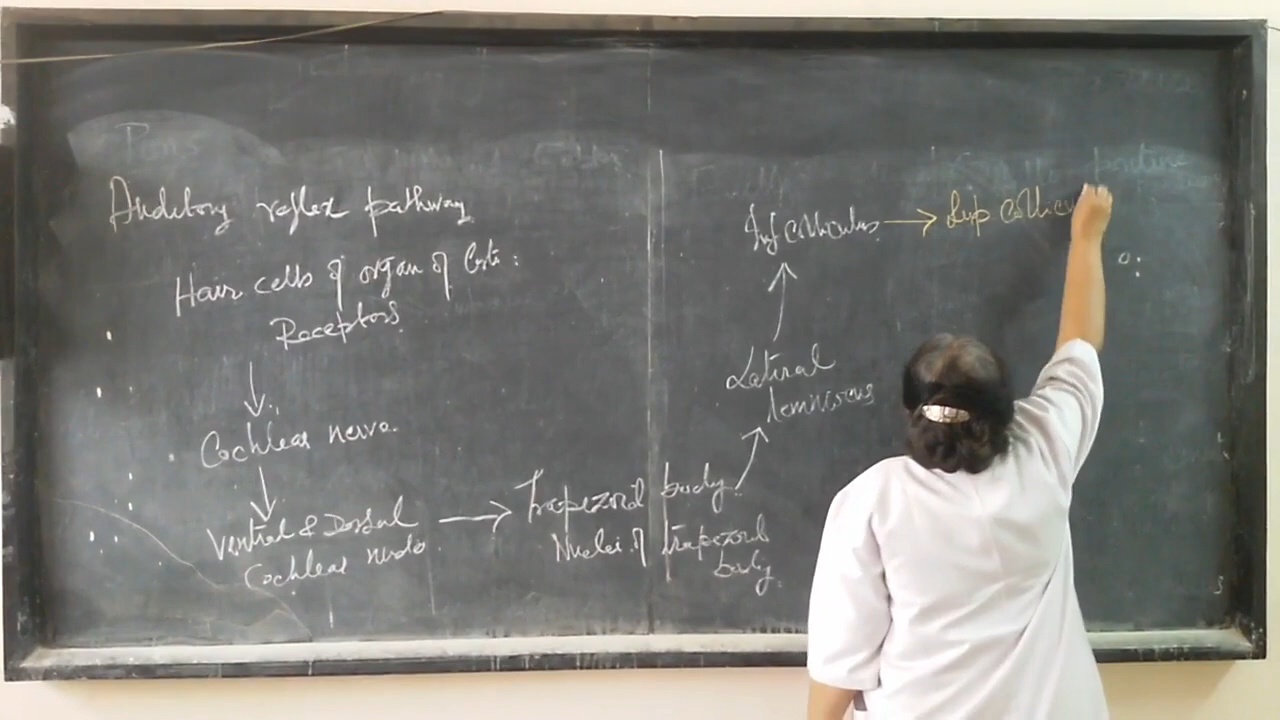 Pons
Auditory reflex pathway
Hair cells of organ of Corti :
Receptors
↓
Cochlear nerve
↓
Ventral & Dorsal
Cochlear nuclei
→
Trapezoid body
Nuclei of trapezoid
body
Lateral
lemniscus
Inf colliculus → Sup collicu